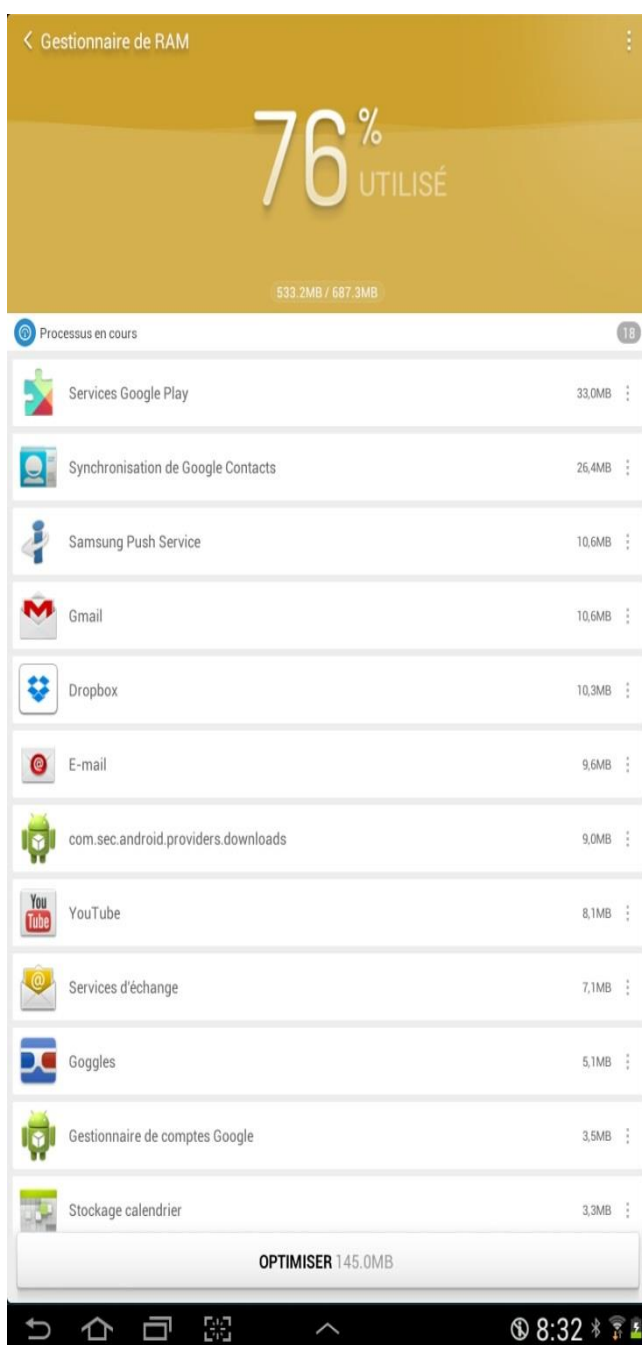 Gestionnaire de RAM
76%
UTILISÉ
533.2MB / 687.3MB
Processus en cours 18
Services Google Play 33,0MB
Synchronisation de Google Contacts 26,4MB
Samsung Push Service 10,6MB
Gmail 10,6MB
Dropbox 10,3MB
E-mail 9,6MB
com.sec.android.providers.downloads 9,0MB
You Tube YouTube 8,1MB
Services d'échange 7,1MB
Goggles 5,1MB
Gestionnaire de comptes Google 3,5MB
Stockage calendrier 3,3MB
OPTIMISER 145.0MB
8:32